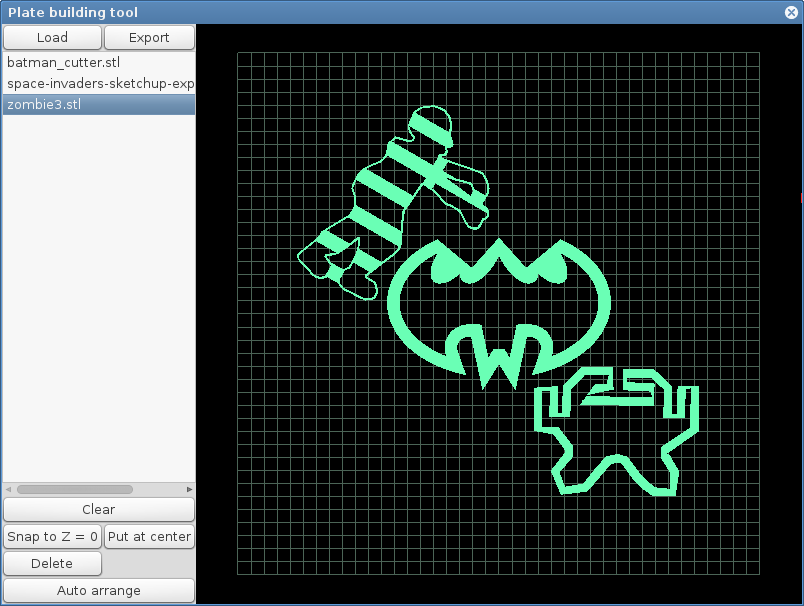 Plate building tool
Load
Export
batman_cutter.stl
space-invaders-sketchup-exp
zombie3.stl
Clear
Snap to Z = 0
Put at center
Delete
Auto arrange